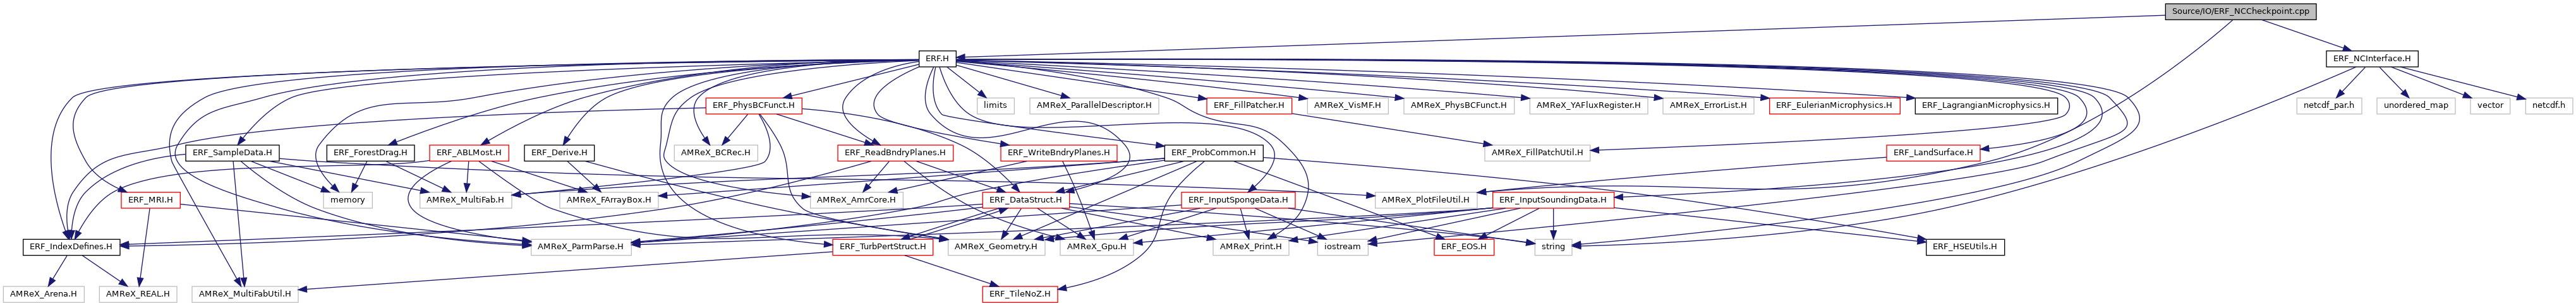 Source/IO/ERF_NCCheckpoint.cpp
ERF.H
ERF_NCInterface.H
ERF_PhysBCFunct.H
limits
AMReX_ParallelDescriptor.H
ERF_FillPatcher.H
AMReX_VisMF.H
AMReX_PhysBCFunct.H
AMReX_YAFluxRegister.H
AMReX_ErrorList.H
ERF_EulerianMicrophysics.H
ERF_LagrangianMicrophysics.H
netcdf_par.h
unordered_map
vector
netcdf.h
ERF_SampleData.H
ERF_ForestDrag.H
ERF_ABLMost.H
ERF_Derive.H
AMReX_BCRec.H
ERF_ReadBndryPlanes.H
ERF_WriteBndryPlanes.H
ERF_ProbCommon.H
AMReX_FillPatchUtil.H
ERF_LandSurface.H
ERF_MRI.H
memory
AMReX_MultiFab.H
AMReX_FArrayBox.H
AMReX_AmrCore.H
ERF_DataStruct.H
ERF_InputSpongeData.H
AMReX_PlotFileUtil.H
ERF_InputSoundingData.H
ERF_IndexDefines.H
AMReX_ParmParse.H
ERF_TurbPertStruct.H
AMReX_Geometry.H
AMReX_Gpu.H
AMReX_Print.H
iostream
ERF_EOS.H
string
ERF_HSEUtils.H
AMReX_Arena.H
AMReX_REAL.H
AMReX_MultiFabUtil.H
ERF_TileNoZ.H